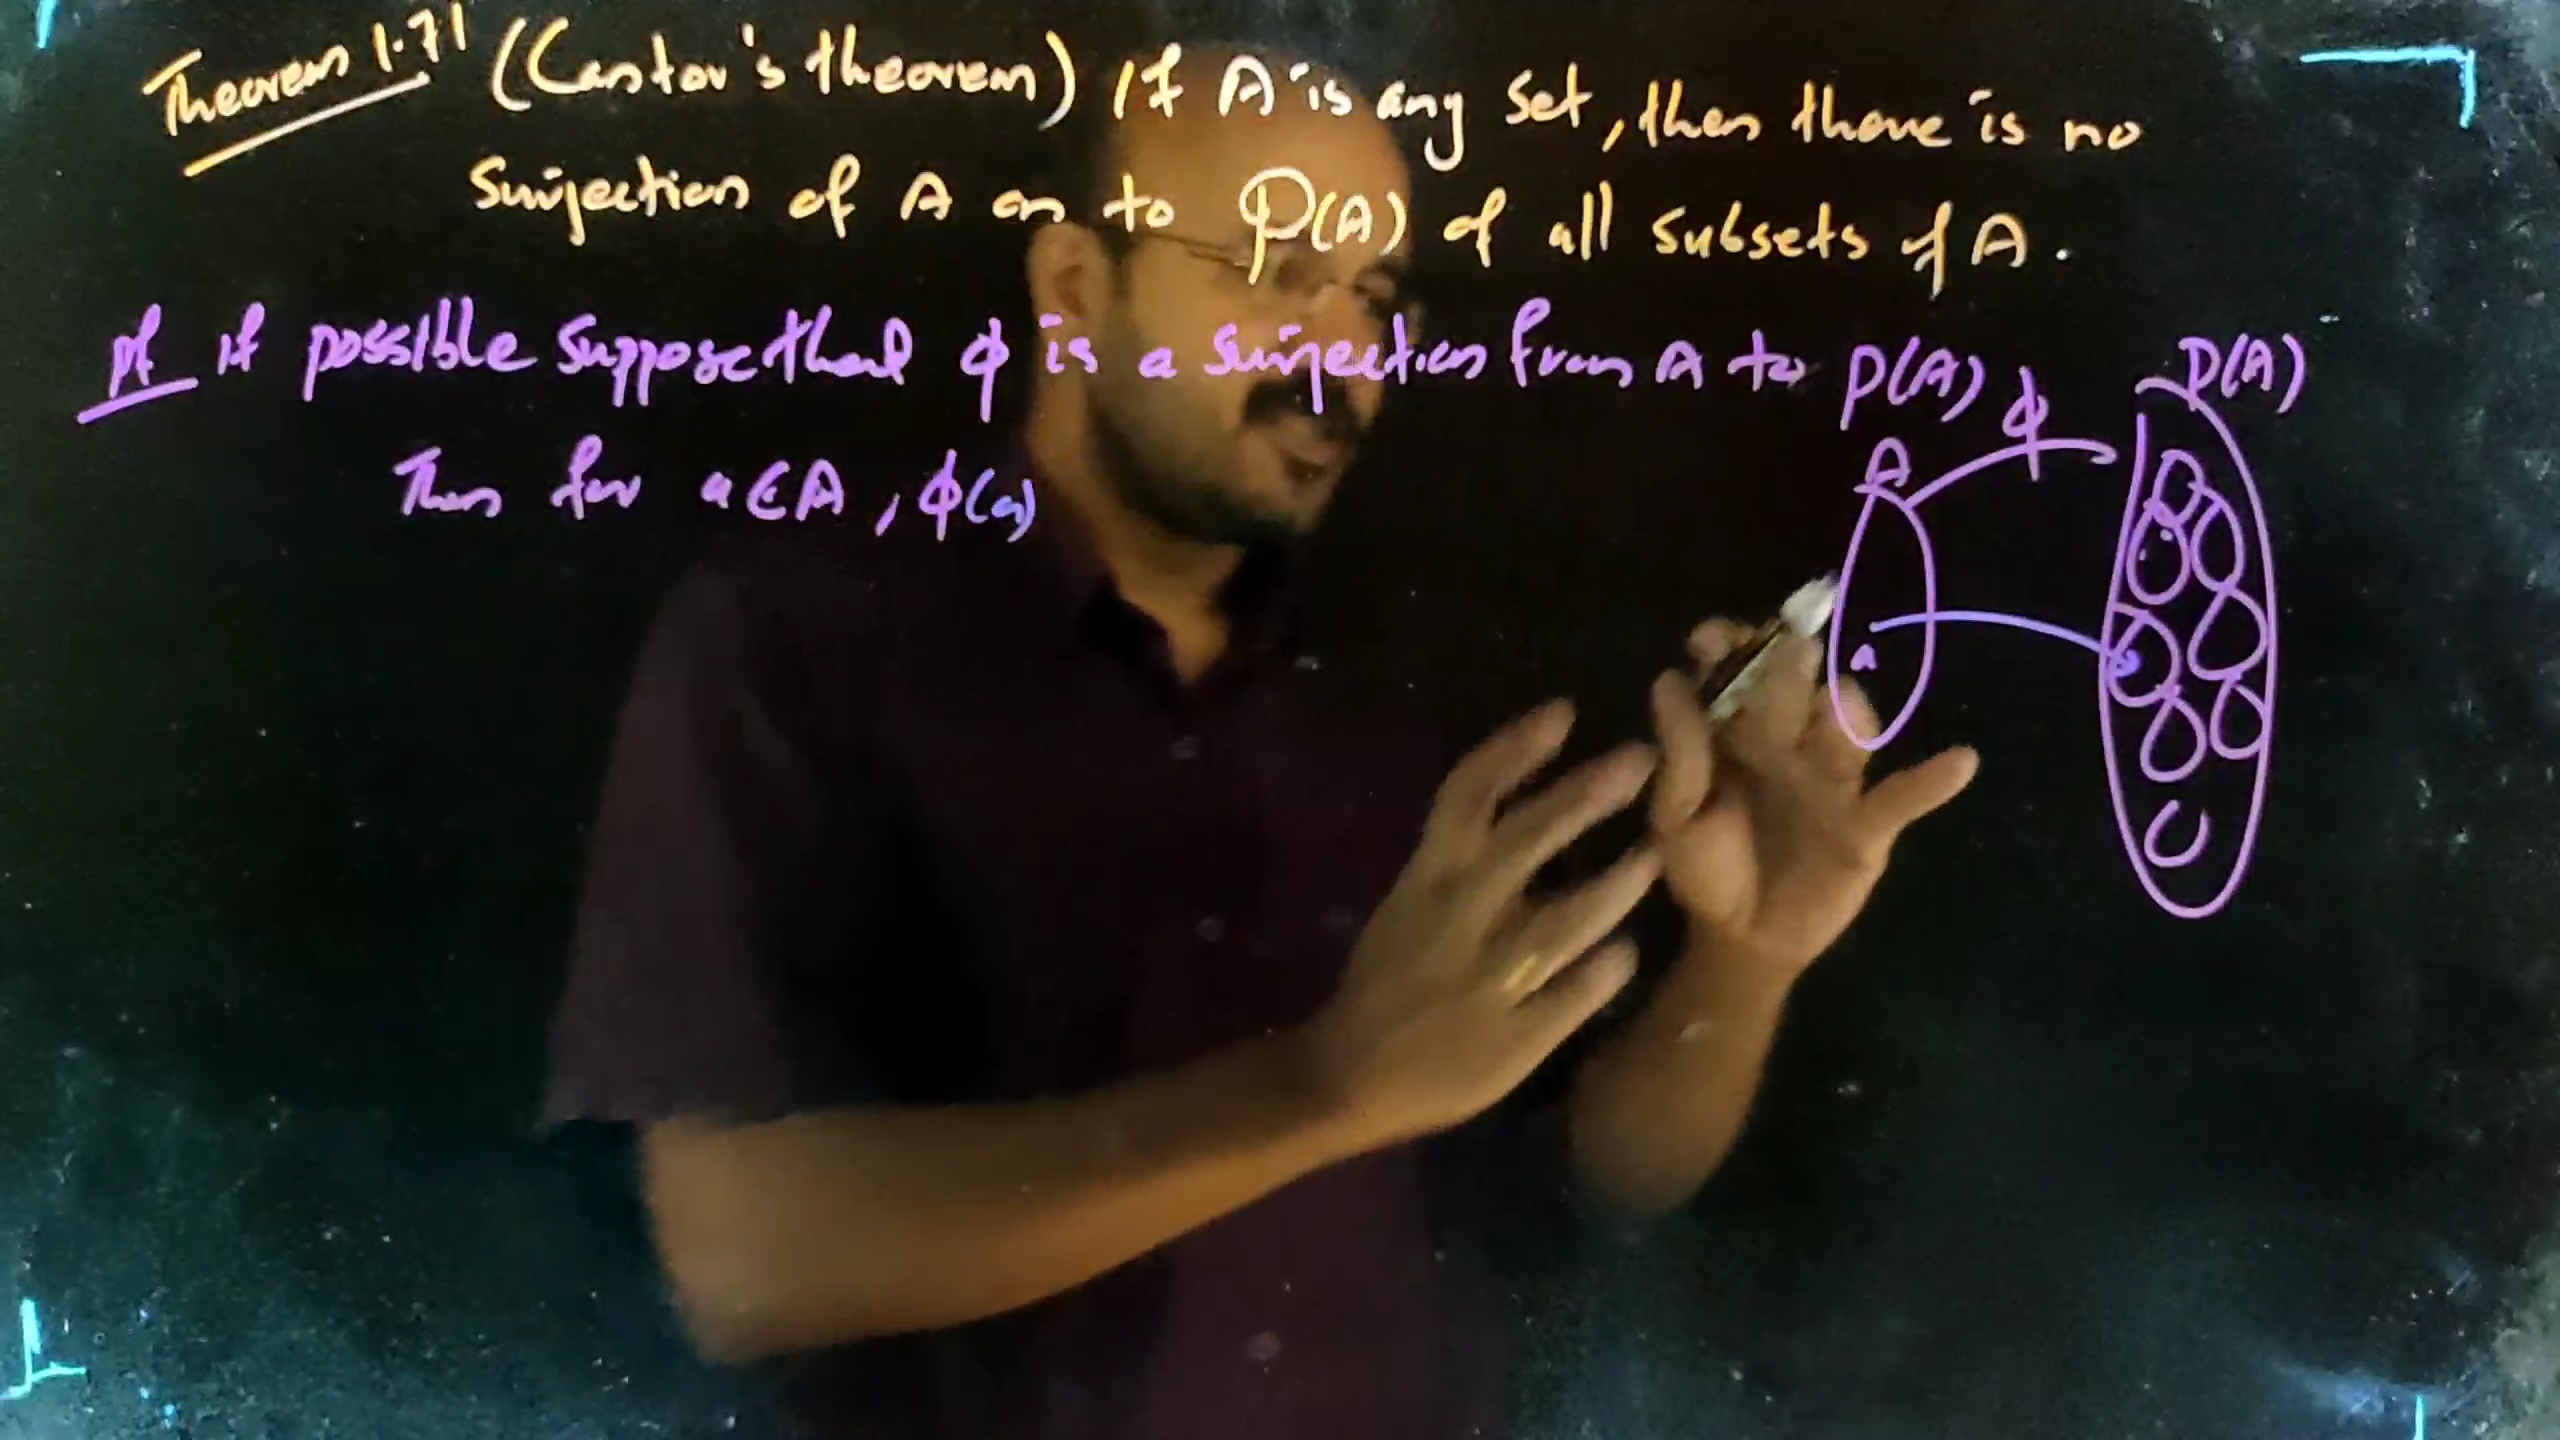 Theorem 1.71 (Cantor's theorem) If A is any set, then there is no
surjection of A on to P(A) of all subsets of A.
pf if possible suppose that φ is a surjection from A to P(A)
Then for a ∈ A, φ(a)
φ
P(A)
A
a